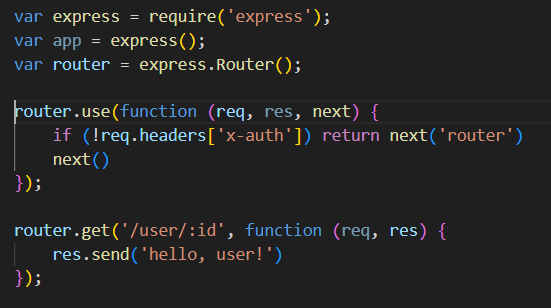 var express = require('express');
var app = express();
var router = express.Router();
router.use(function (req, res, next) {
    if (!req.headers['x-auth']) return next('router')
    next()
});
router.get('/user/:id', function (req, res) {
    res.send('hello, user!')
});